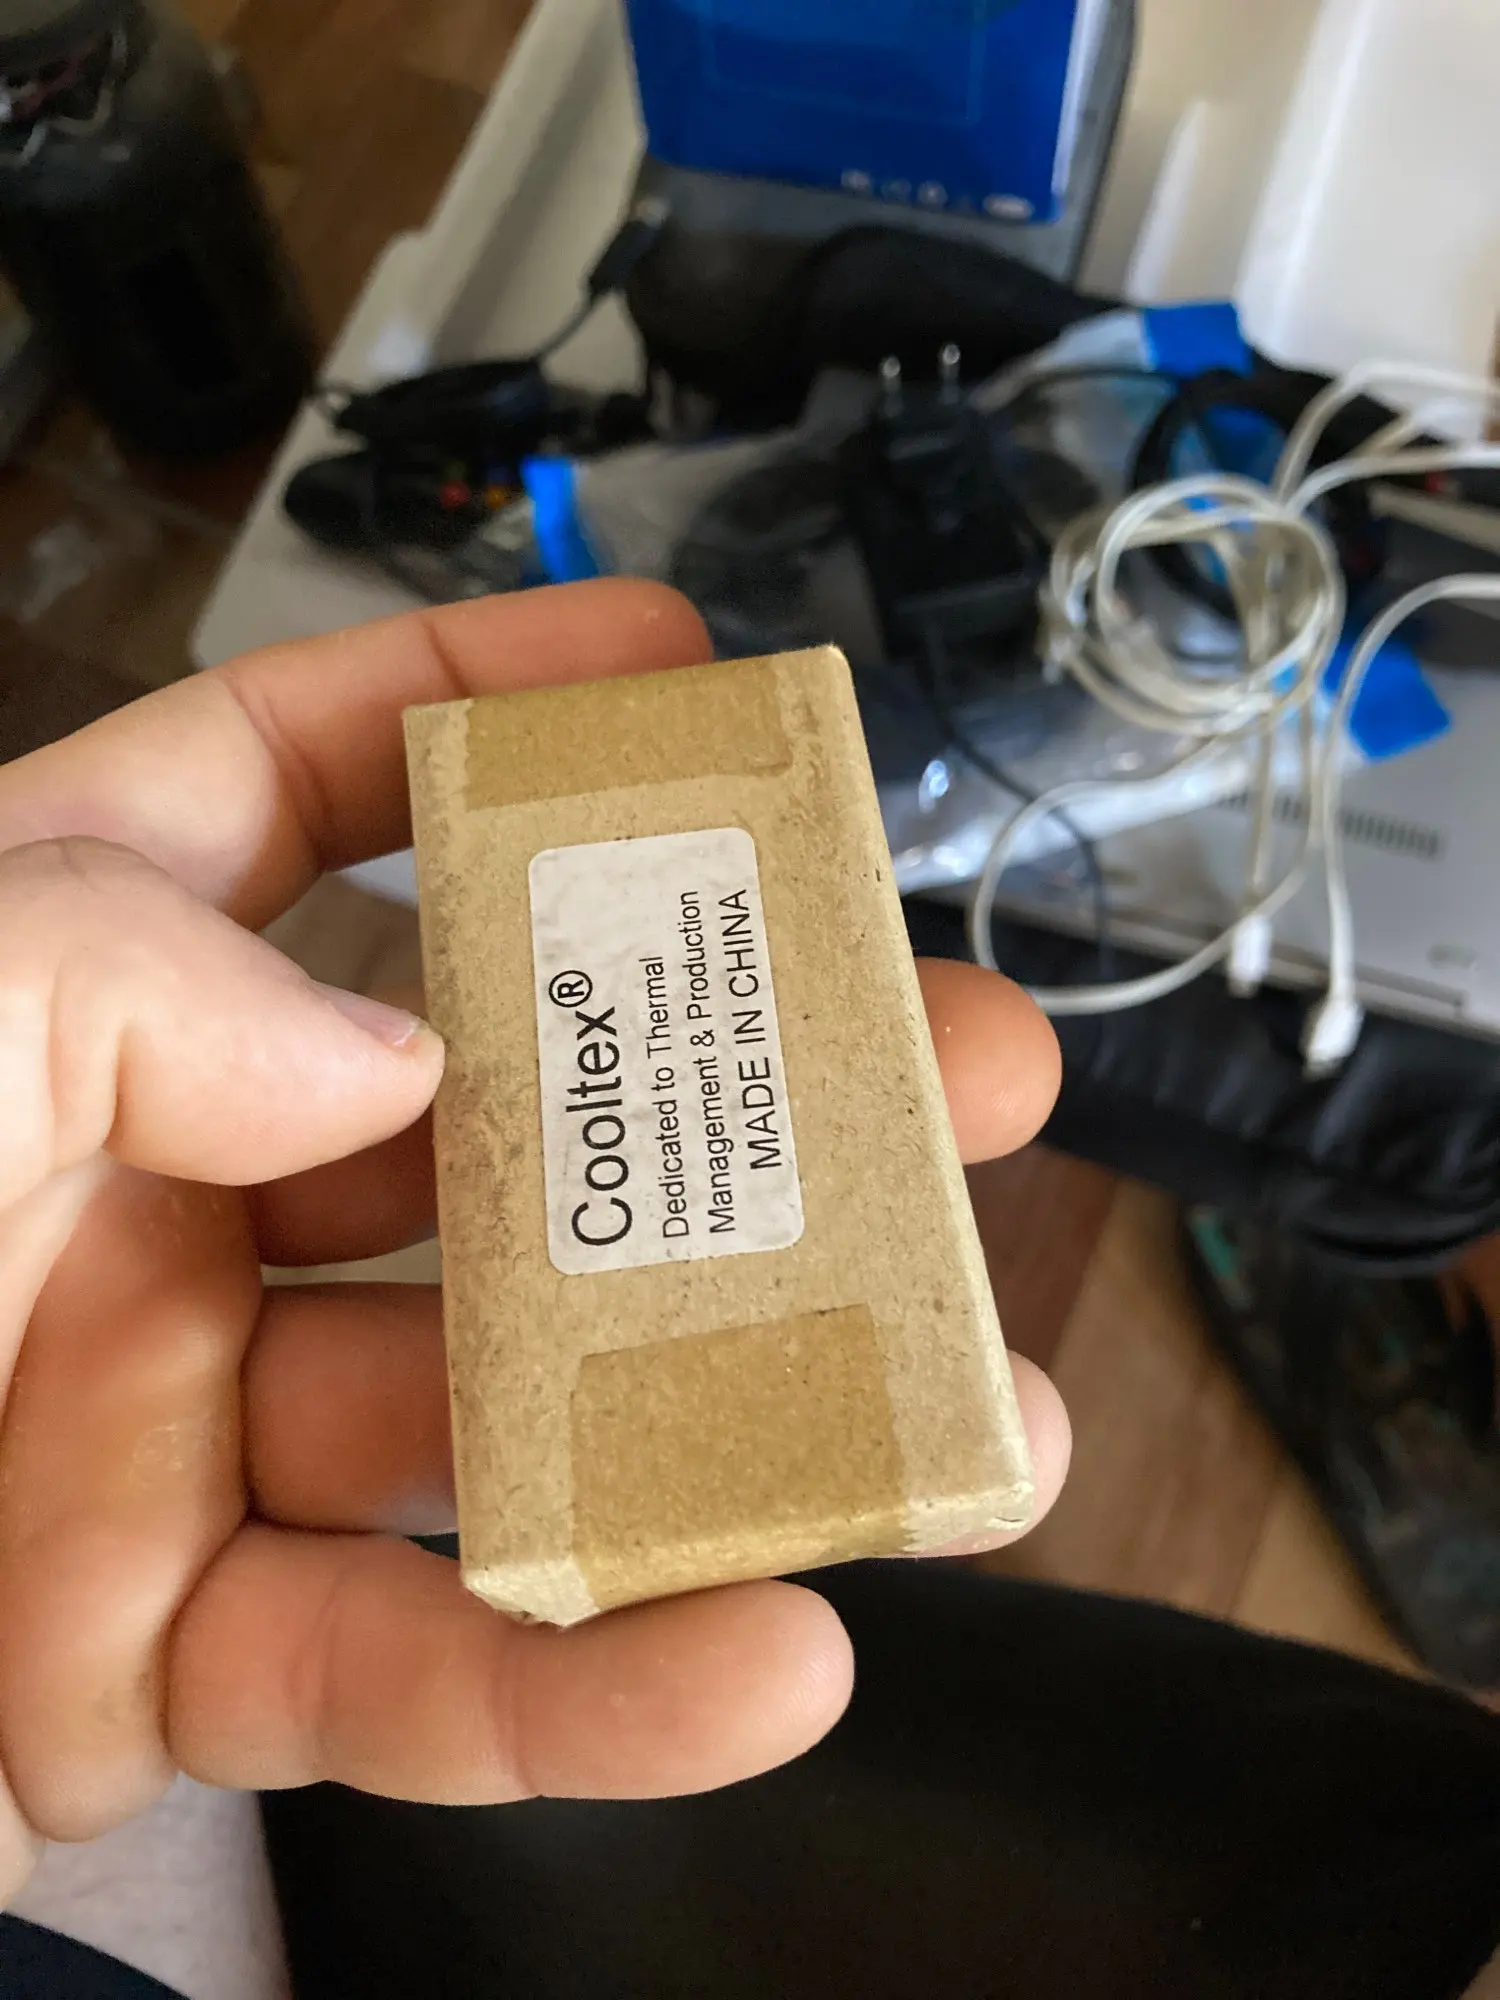 Cooltex®
Dedicated to Thermal
Management & Production
MADE IN CHINA